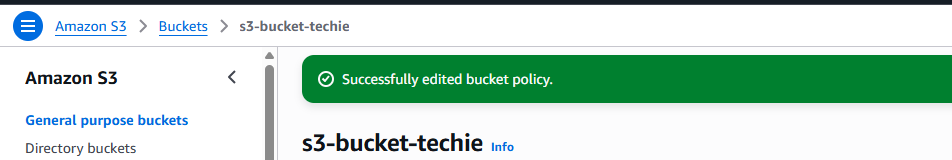 Amazon S3 > Buckets > s3-bucket-techie
Amazon S3
General purpose buckets
Directory buckets
Successfully edited bucket policy.
s3-bucket-techie Info